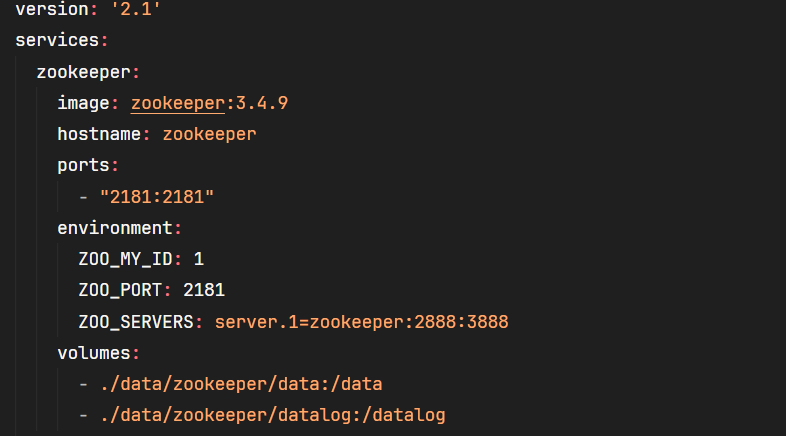 version: '2.1'
services:
  zookeeper:
    image: zookeeper:3.4.9
    hostname: zookeeper
    ports:
      - "2181:2181"
    environment:
      ZOO_MY_ID: 1
      ZOO_PORT: 2181
      ZOO_SERVERS: server.1=zookeeper:2888:3888
    volumes:
      - ./data/zookeeper/data:/data
      - ./data/zookeeper/datalog:/datalog